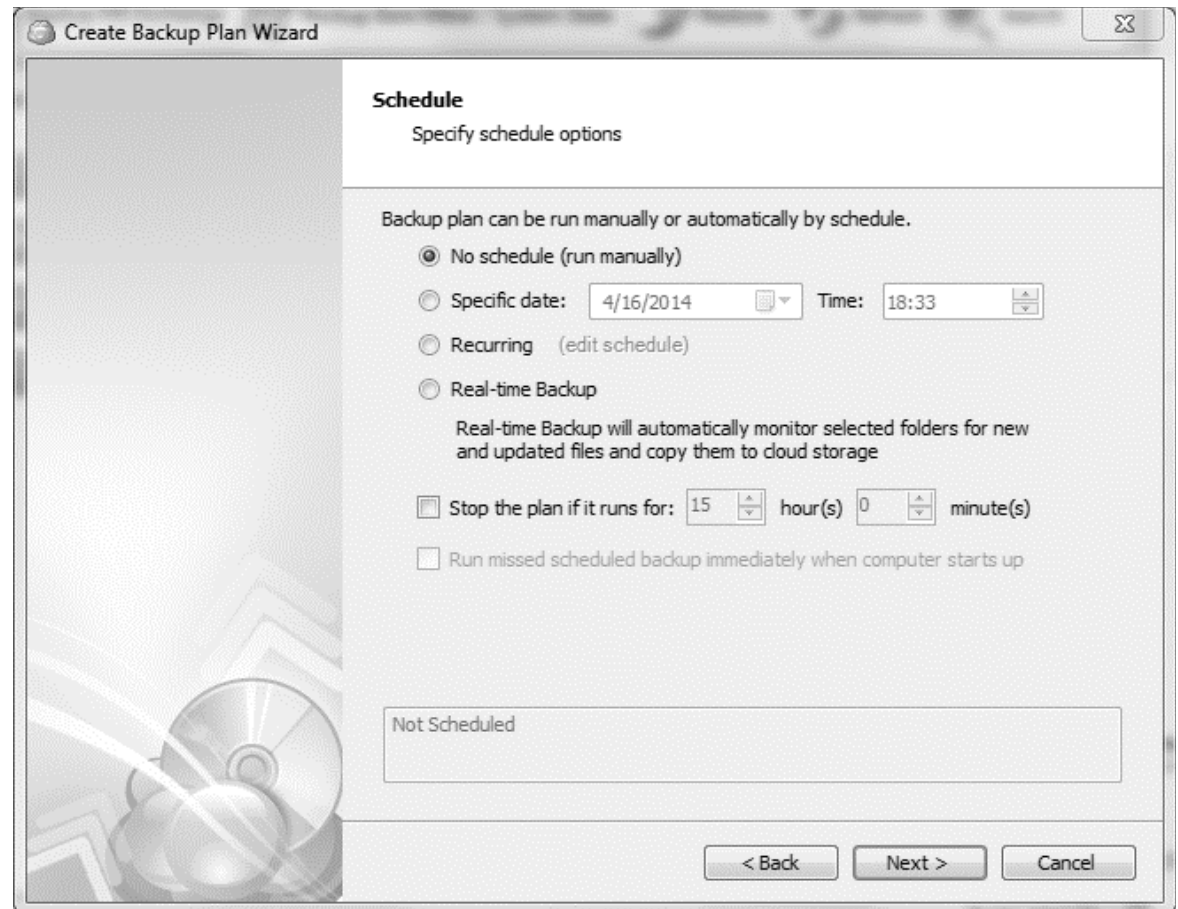 Create Backup Plan Wizard
Schedule
Specify schedule options
Backup plan can be run manually or automatically by schedule.
No schedule (run manually)
Specific date: 4/16/2014 Time: 18:33
Recurring (edit schedule)
Real-time Backup
Real-time Backup will automatically monitor selected folders for new
and updated files and copy them to cloud storage
Stop the plan if it runs for: 15 hour(s) 0 minute(s)
Run missed scheduled backup immediately when computer starts up
Not Scheduled
< Back Next > Cancel